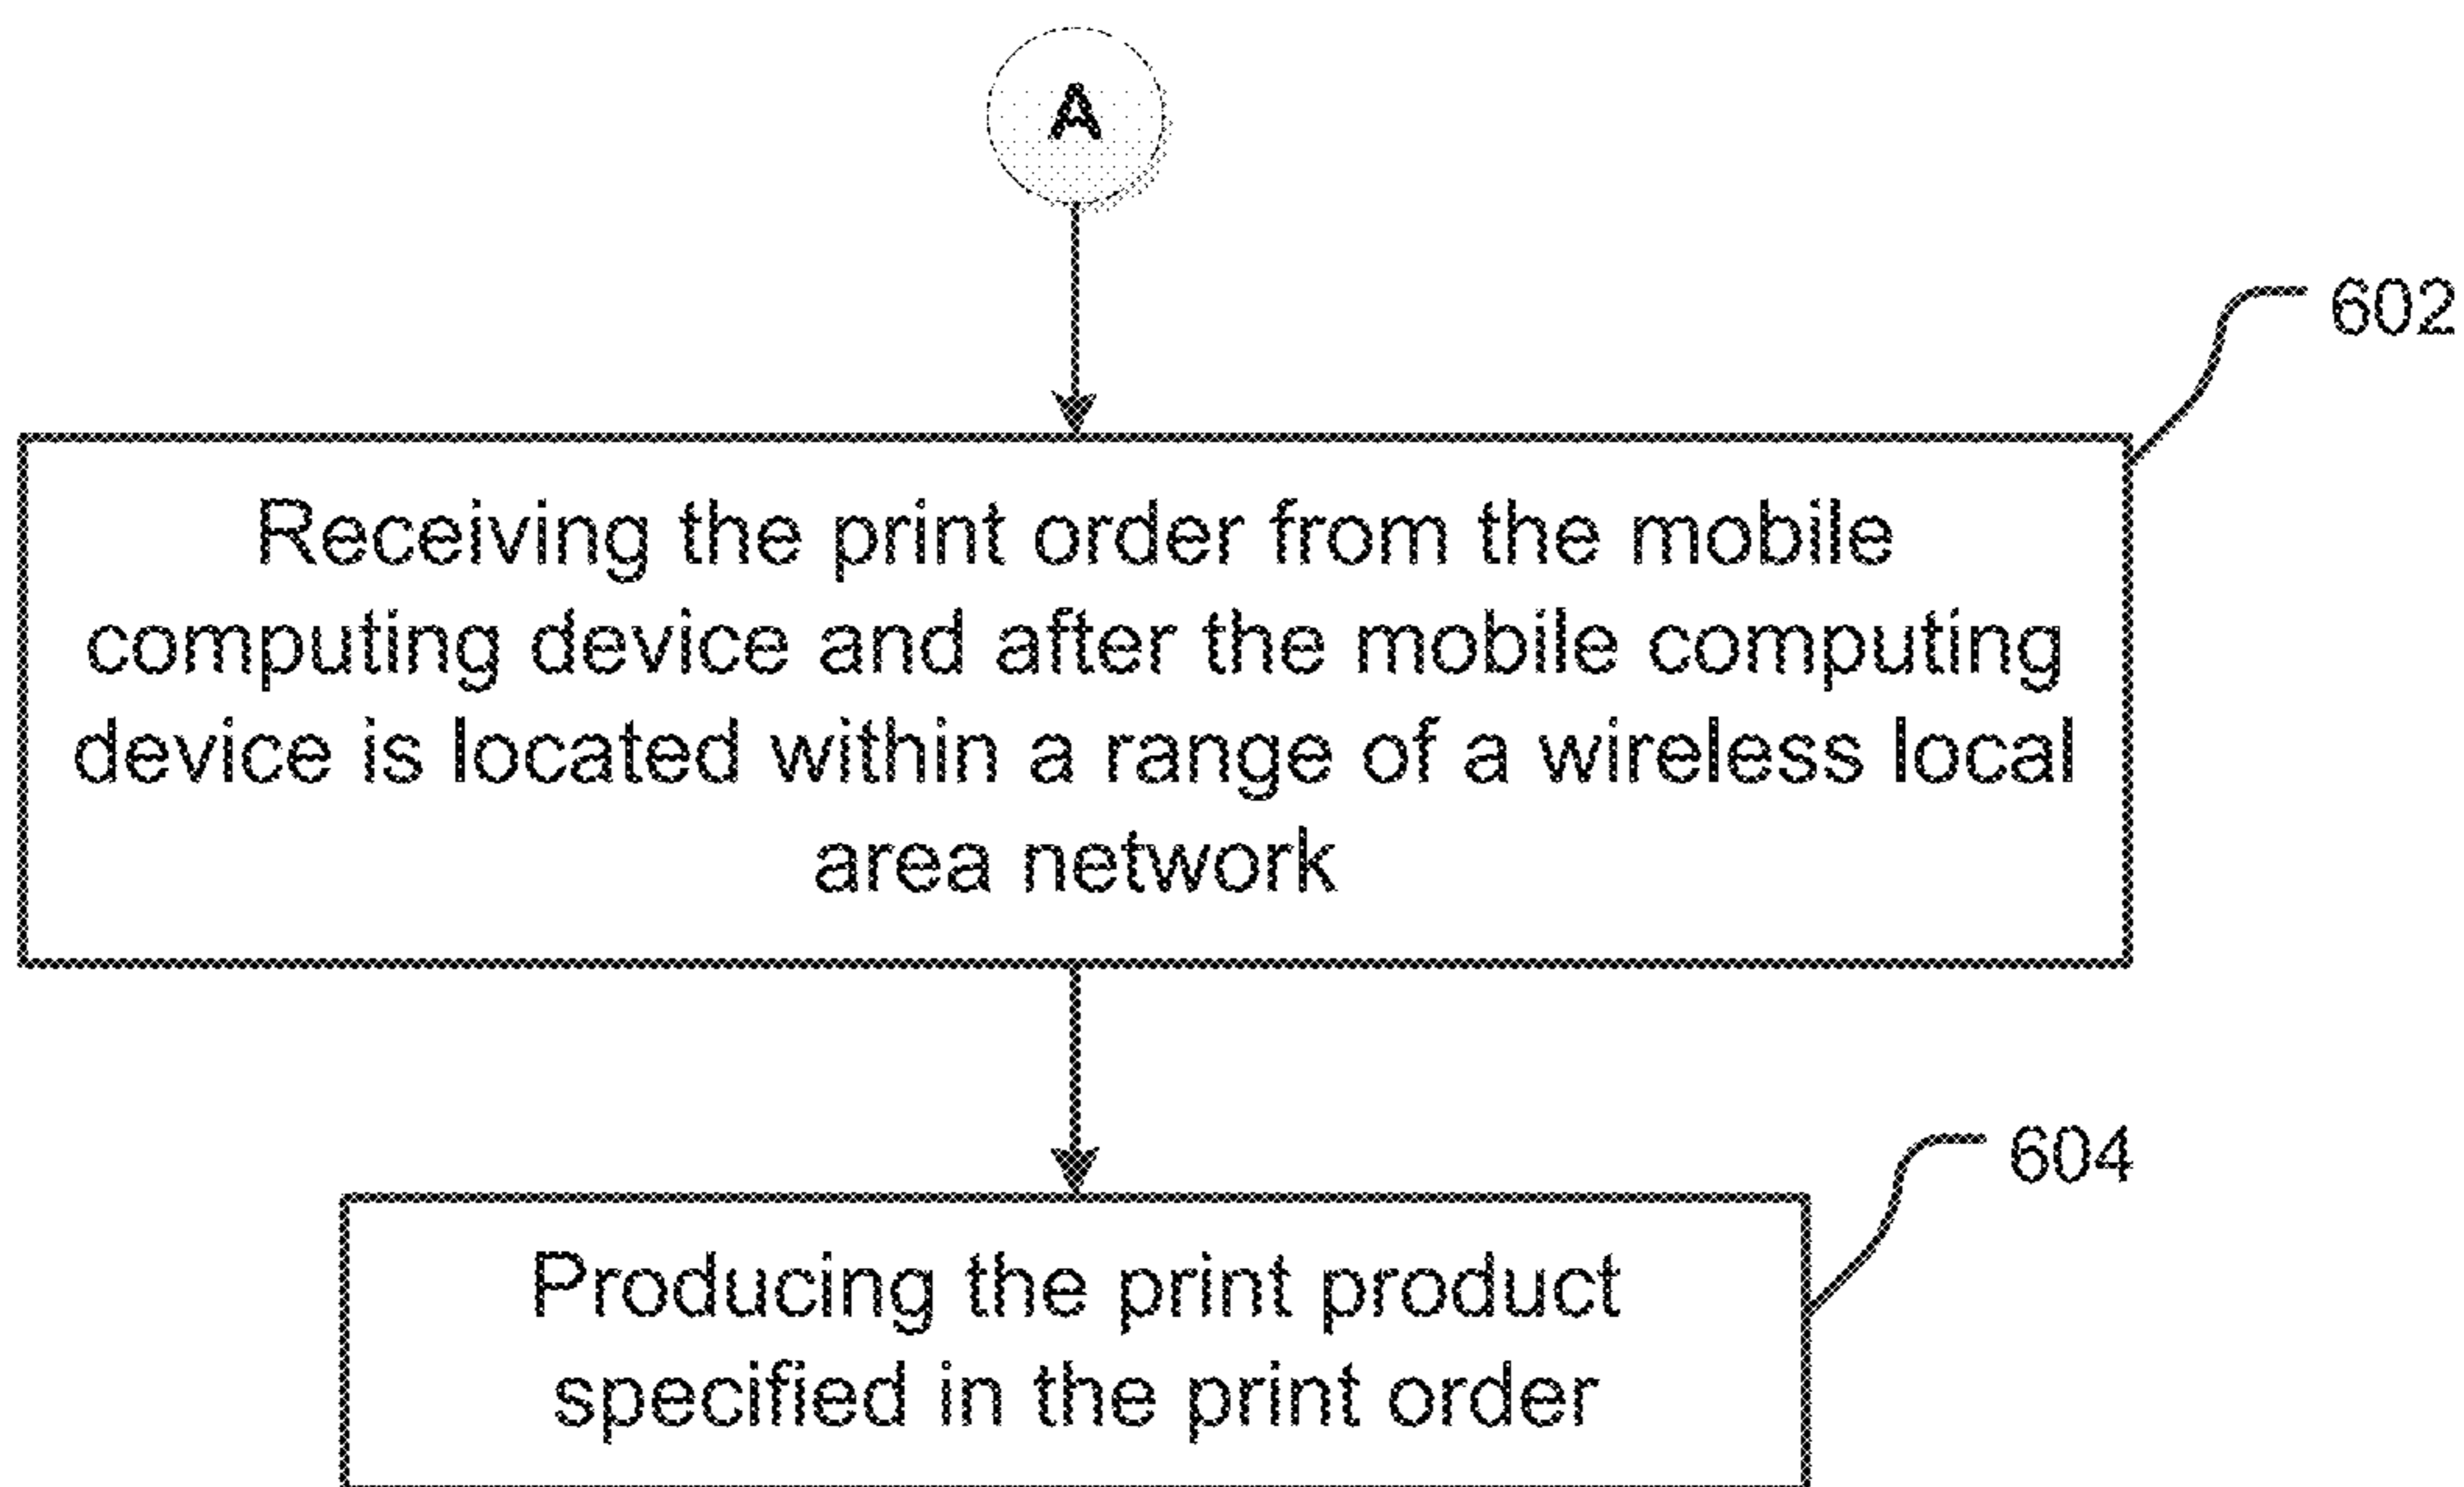 A
602
Receiving the print order from the mobile
computing device and after the mobile computing
device is located within a range of a wireless local
area network
604
Producing the print product
specified in the print order